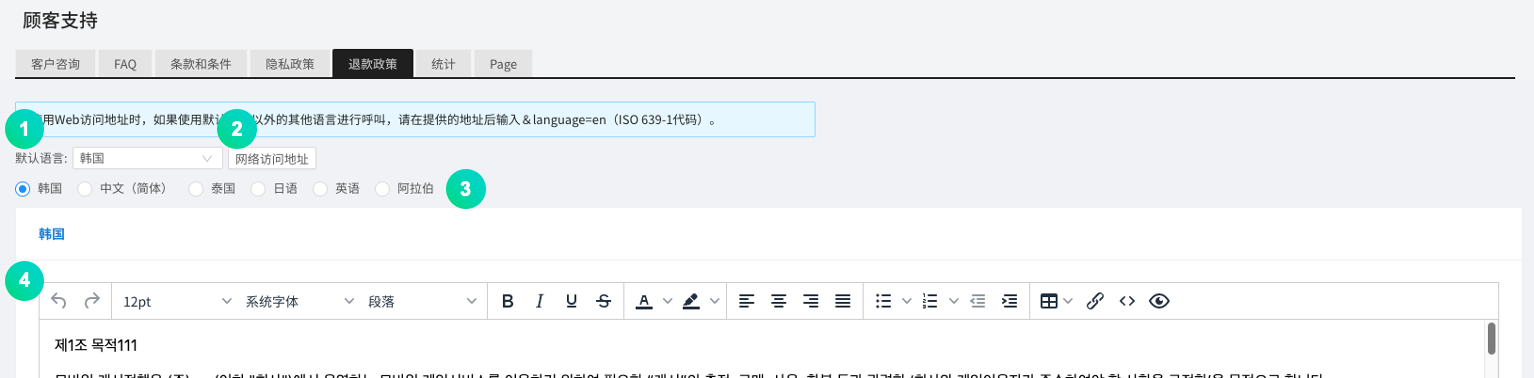 顾客支持
客户咨询 FAQ 条款和条件 隐私政策 退款政策 统计 Page
用Web访问地址时，如果使用默 以外的其他语言进行呼叫，请在提供的地址后输入＆language=en（ISO 639-1代码）。
1 2
默认语言: 韩国 网络访问地址
韩国 中文（简体） 泰国 日语 英语 阿拉伯 3
韩国
4
12pt 系统字体 段落 B I U S A
제1조 목적111